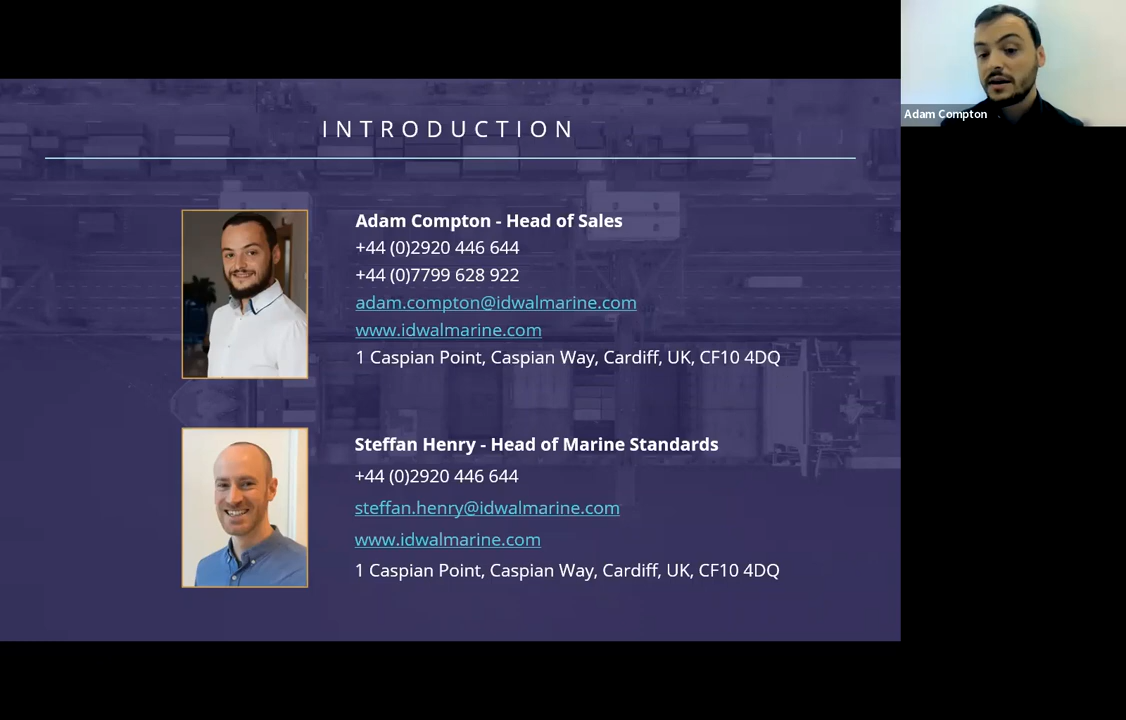 INTRODUCTION
Adam Compton - Head of Sales
+44 (0)2920 446 644
+44 (0)7799 628 922
adam.compton@idwalmarine.com
www.idwalmarine.com
1 Caspian Point, Caspian Way, Cardiff, UK, CF10 4DQ
Steffan Henry - Head of Marine Standards
+44 (0)2920 446 644
steffan.henry@idwalmarine.com
www.idwalmarine.com
1 Caspian Point, Caspian Way, Cardiff, UK, CF10 4DQ
Adam Compton